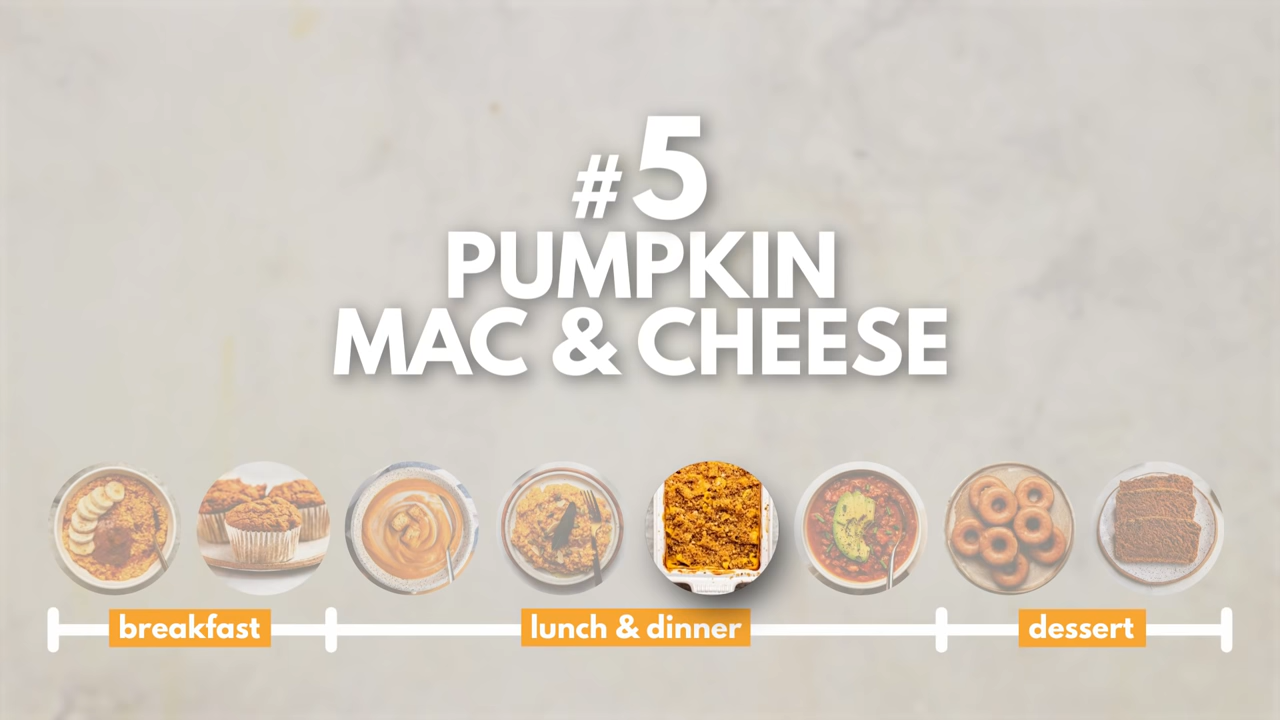 #5
PUMPKIN
MAC & CHEESE
breakfast
lunch & dinner
dessert